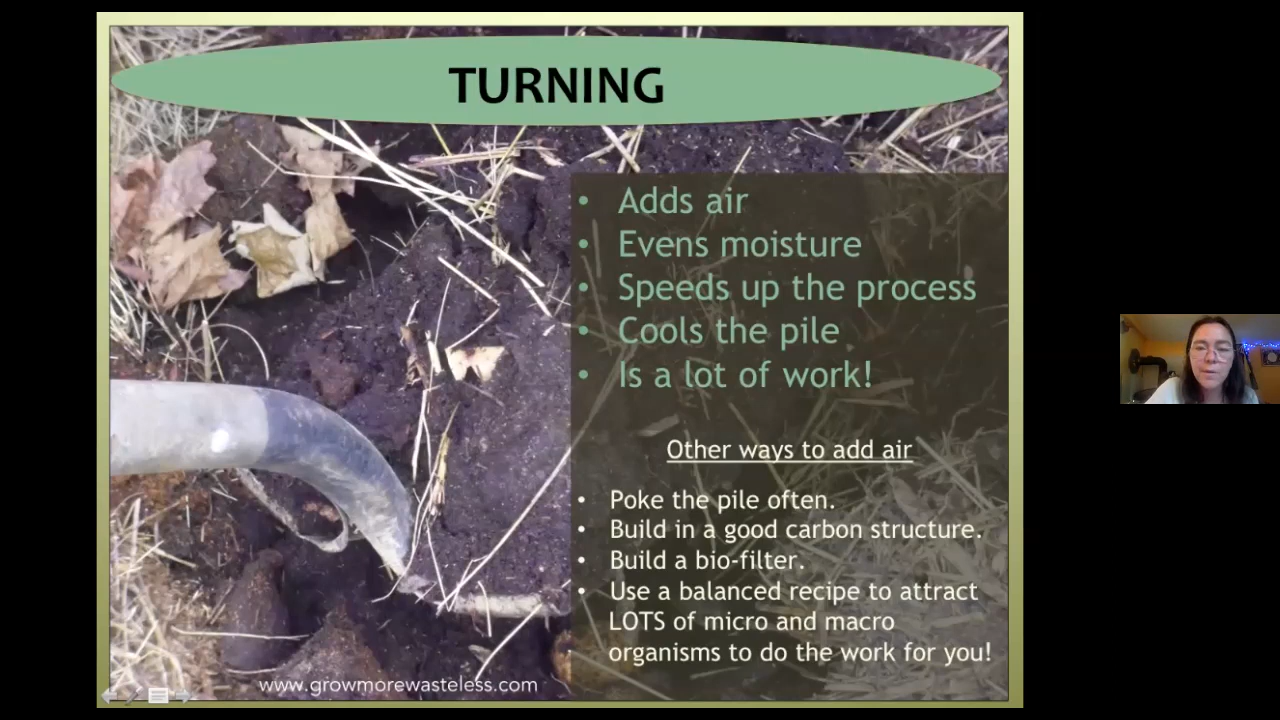 TURNING
• Adds air
• Evens moisture
• Speeds up the process
• Cools the pile
• Is a lot of work!
Other ways to add air
• Poke the pile often.
• Build in a good carbon structure.
• Build a bio-filter.
• Use a balanced recipe to attract
LOTS of micro and macro
organisms to do the work for you!
www.growmorewasteless.com